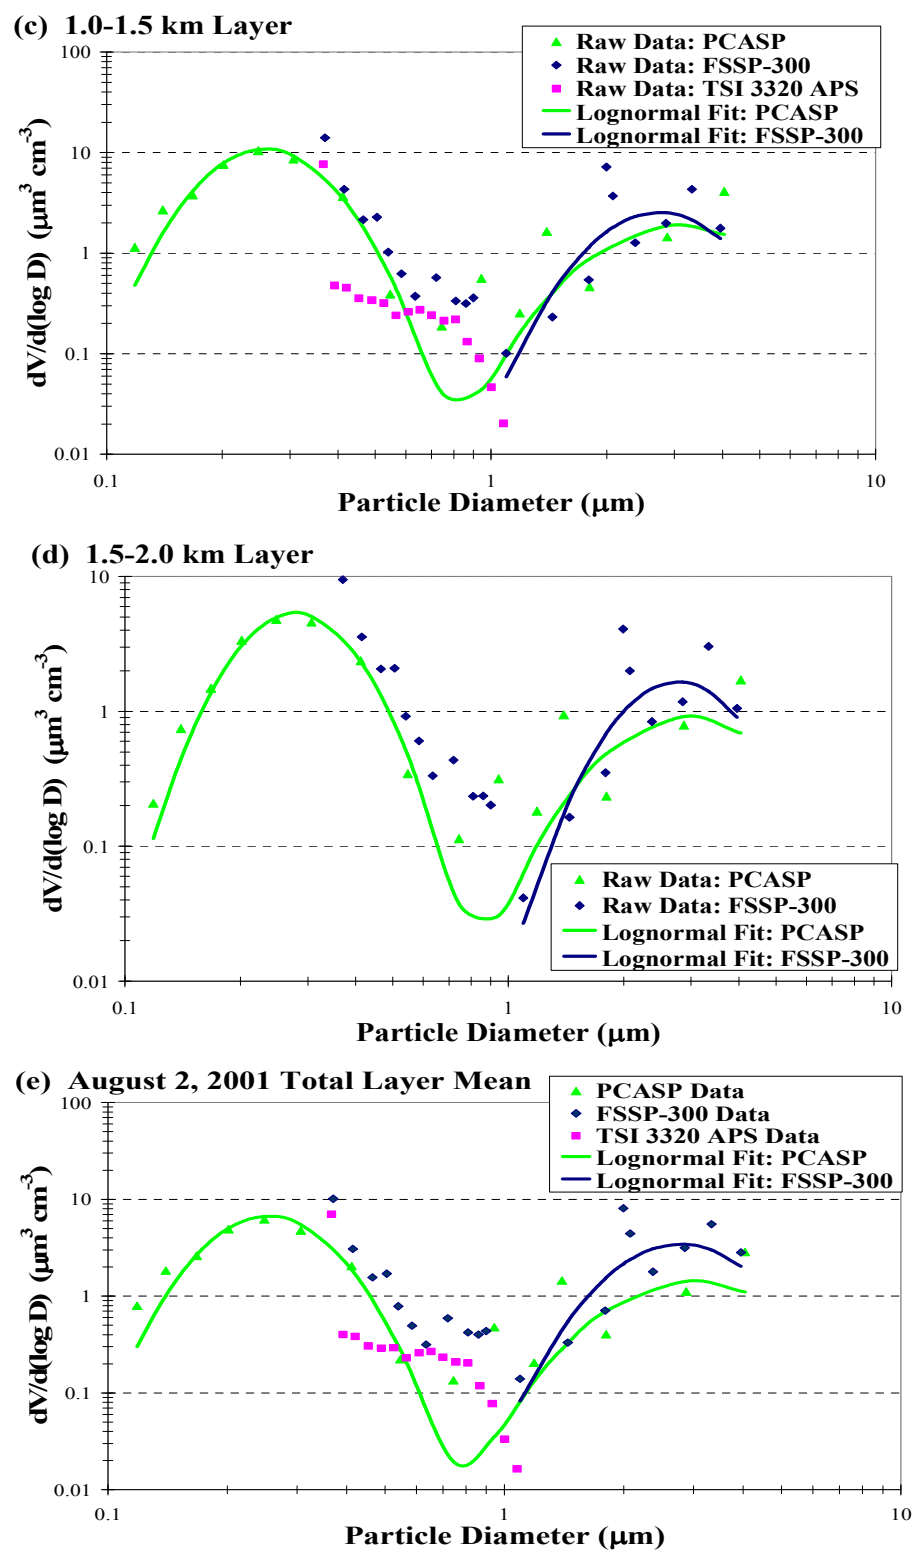 (c) 1.0-1.5 km Layer
Raw Data: PCASP
Raw Data: FSSP-300
Raw Data: TSI 3320 APS
Lognormal Fit: PCASP
Lognormal Fit: FSSP-300
dV/d(log D) (μm³ cm⁻³)
100
10
1
0.1
0.01
0.1
1
10
Particle Diameter (μm)
(d) 1.5-2.0 km Layer
dV/d(log D) (μm³ cm⁻³)
10
1
0.1
0.01
Raw Data: PCASP
Raw Data: FSSP-300
Lognormal Fit: PCASP
Lognormal Fit: FSSP-300
0.1
1
10
Particle Diameter (μm)
(e) August 2, 2001 Total Layer Mean
PCASP Data
FSSP-300 Data
TSI 3320 APS Data
Lognormal Fit: PCASP
Lognormal Fit: FSSP-300
dV/d(log D) (μm³ cm⁻³)
100
10
1
0.1
0.01
0.1
1
10
Particle Diameter (μm)